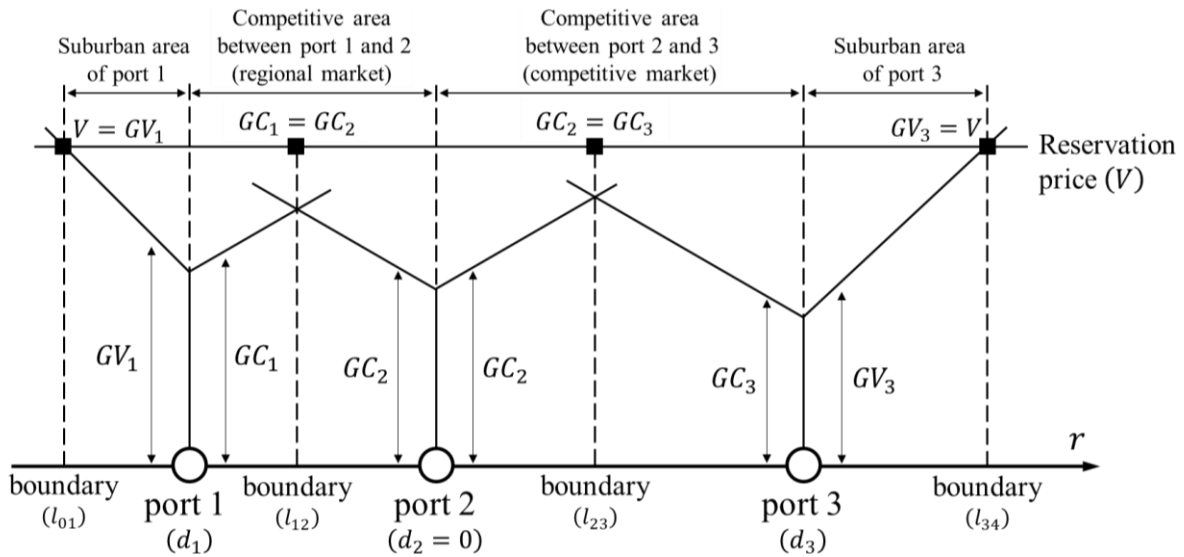 Suburban area
of port 1
Competitive area
between port 1 and 2
(regional market)
Competitive area
between port 2 and 3
(competitive market)
Suburban area
of port 3
V = GV₁
GC₁ = GC₂
GC₂ = GC₃
GV₃ = V
Reservation
price (V)
GV₁
GC₁
GC₂
GC₂
GC₃
GV₃
r
boundary
(l₀₁)
port 1
(d₁)
boundary
(l₁₂)
port 2
(d₂ = 0)
boundary
(l₂₃)
port 3
(d₃)
boundary
(l₃₄)